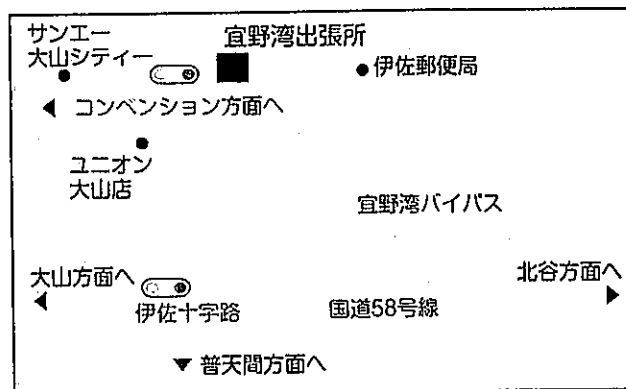 サンエー
大山シティー
宜野湾出張所
伊佐郵便局
コンベンション方面へ
ユニオン
大山店
宜野湾バイパス
大山方面へ
北谷方面へ
伊佐十字路
国道58号線
普天間方面へ